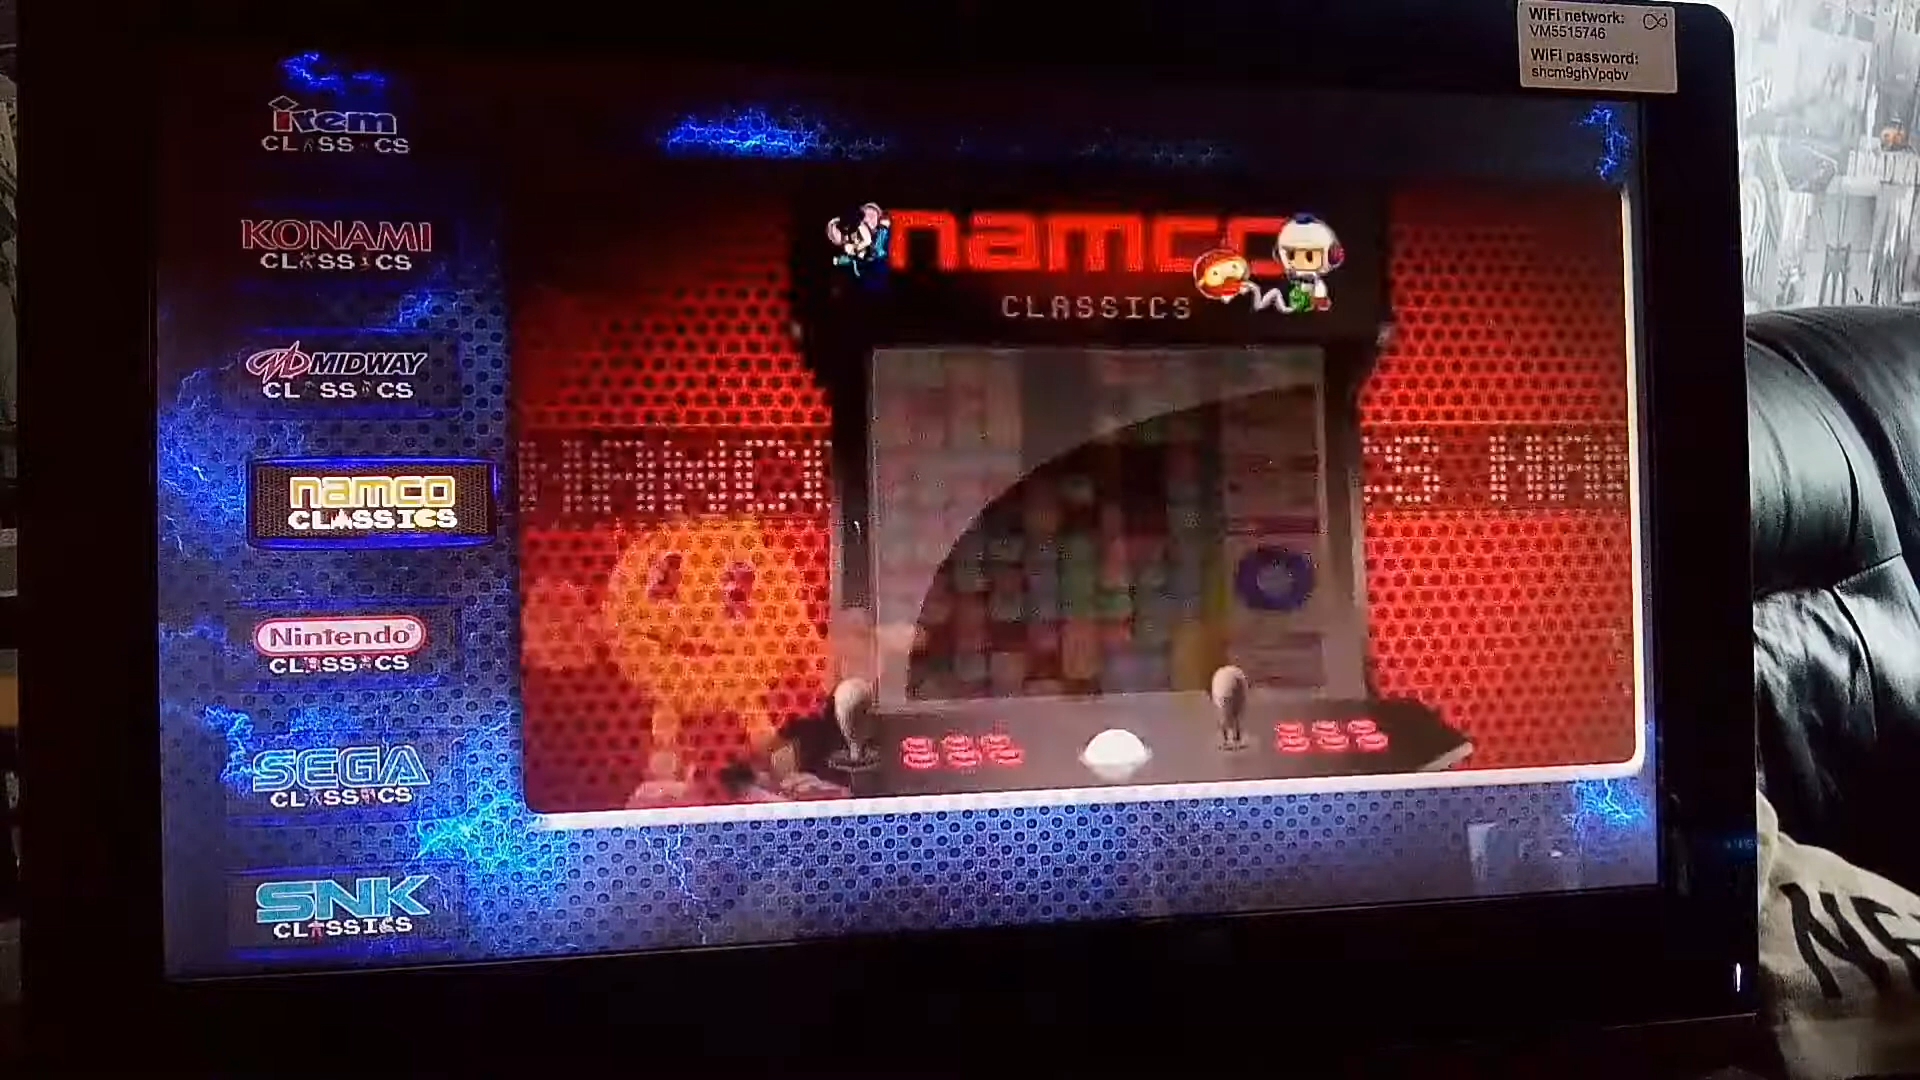 WiFi network:
VM5515746
WiFi password:
shcm9ghVpqbv
irem
CLASSICS
KONAMI
CLASSICS
MIDWAY
CLASSICS
namco
CLASSICS
Nintendo
CLASSICS
SEGA
CLASSICS
SNK
CLASSICS
namco
CLASSICS